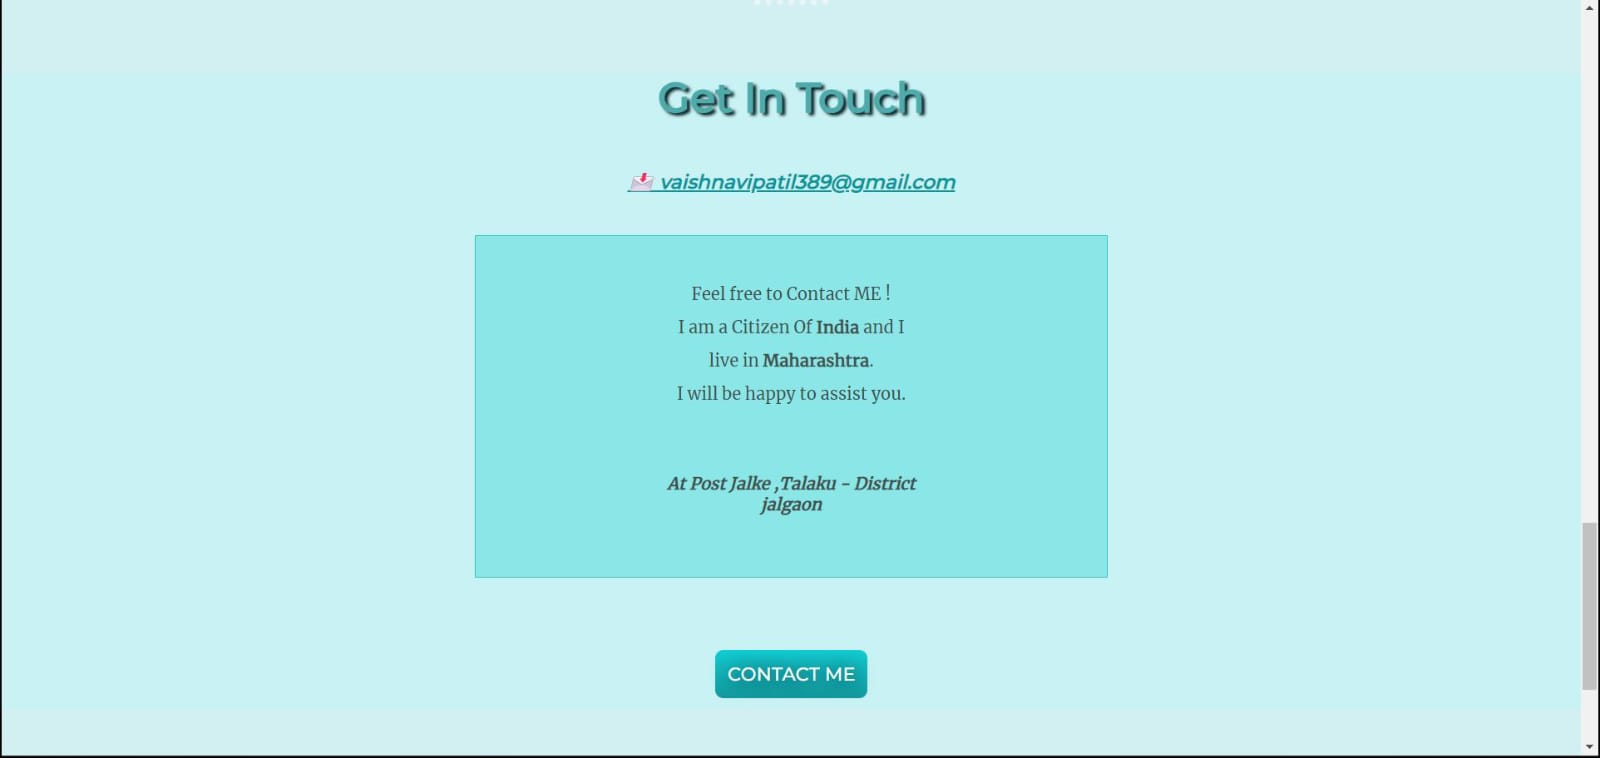 Get In Touch
📩 vaishnavipatil389@gmail.com
Feel free to Contact ME !
I am a Citizen Of India and I
live in Maharashtra.
I will be happy to assist you.
At Post Jalke ,Talaku - District
jalgaon
CONTACT ME